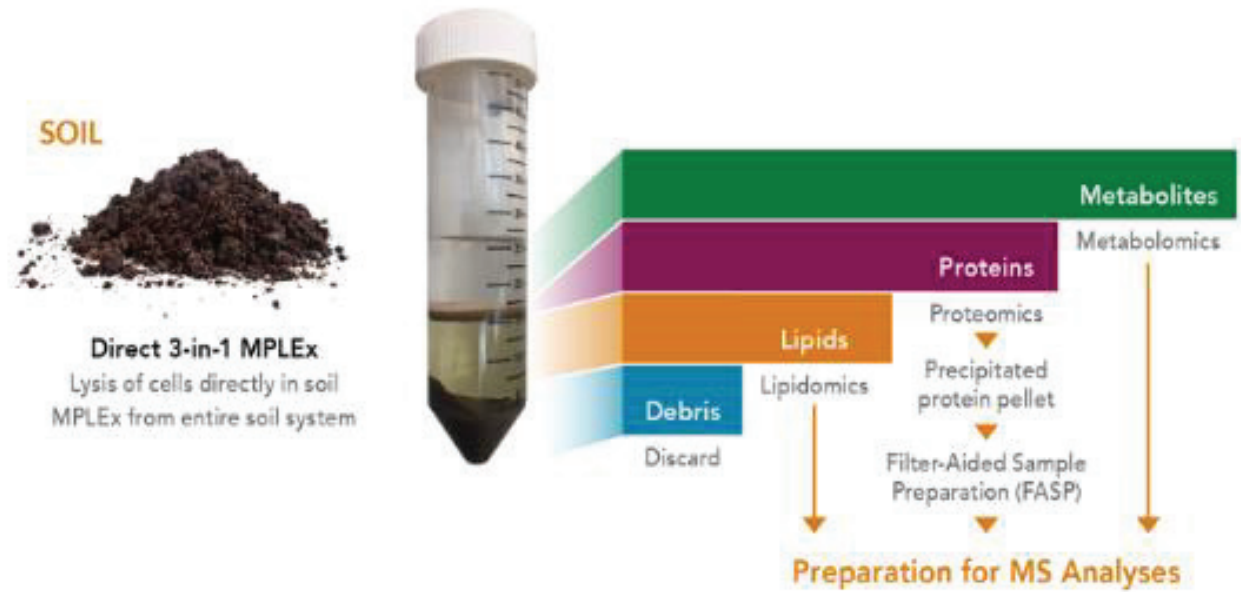 SOIL
Direct 3-in-1 MPLEx
Lysis of cells directly in soil
MPLEx from entire soil system
Metabolites
Metabolomics
Proteins
Proteomics
Precipitated
protein pellet
Filter-Aided Sample
Preparation (FASP)
Lipids
Lipidomics
Debris
Discard
Preparation for MS Analyses